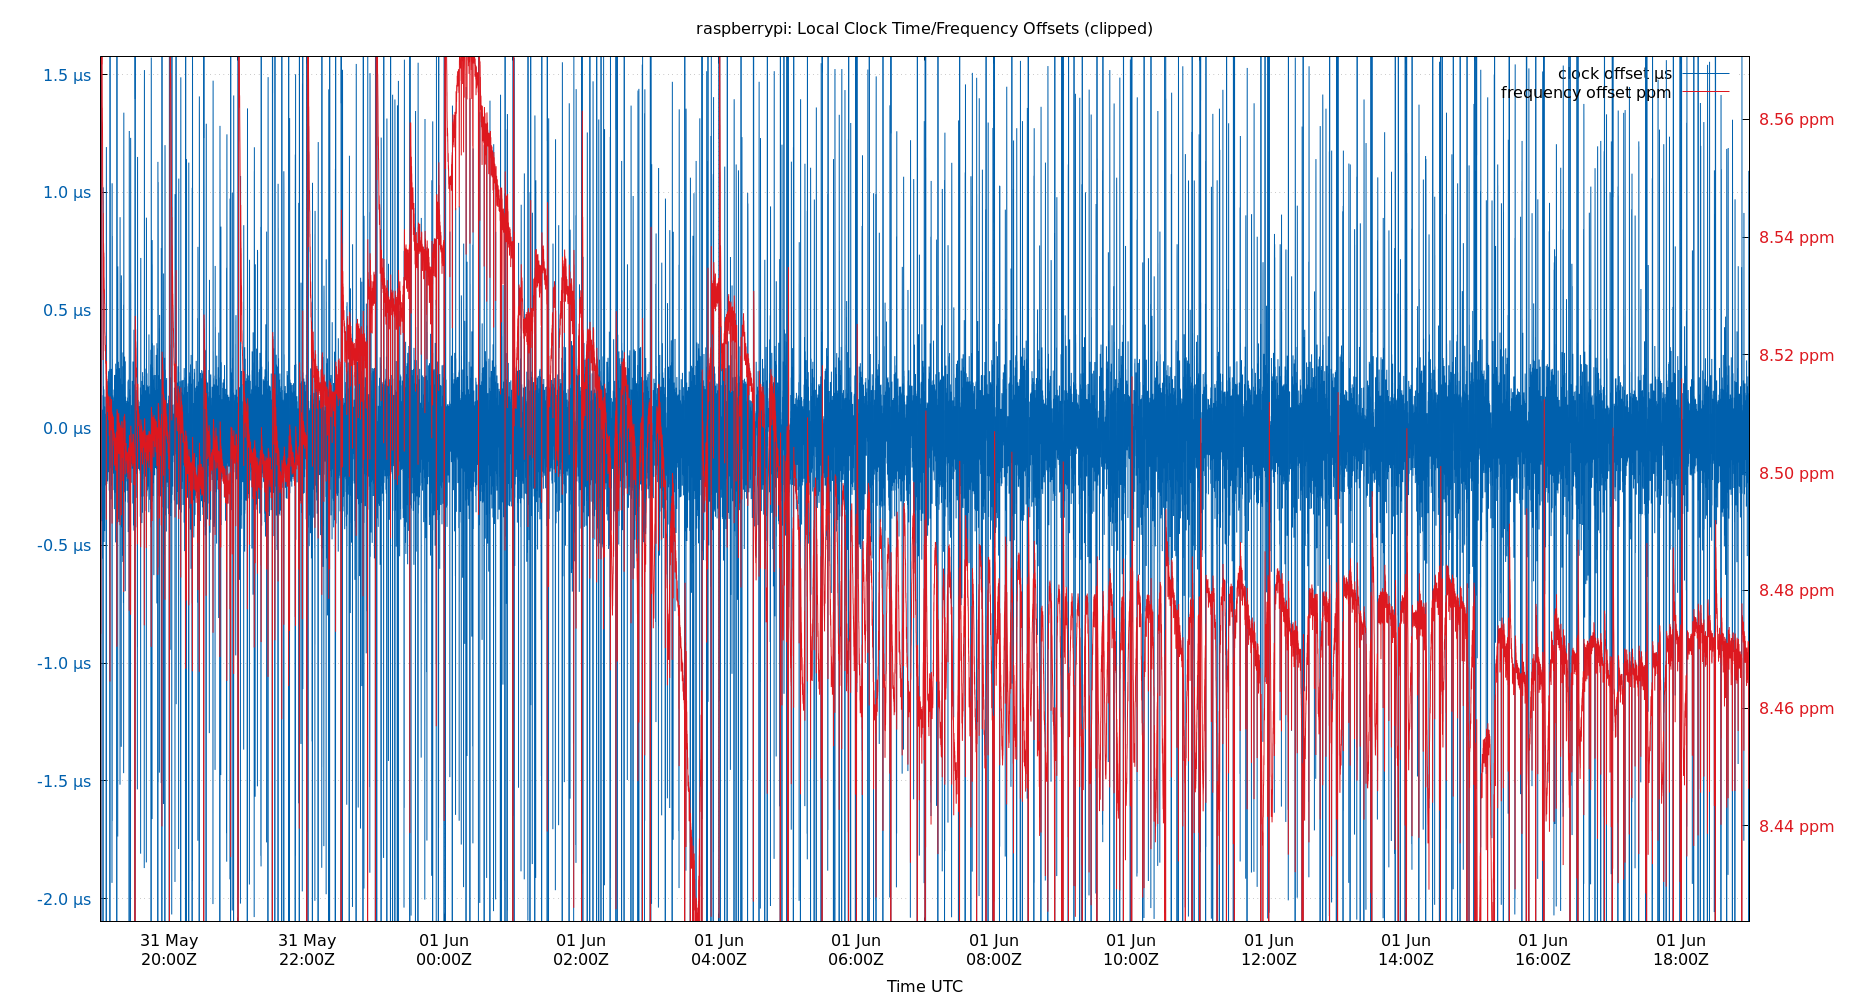 raspberrypi: Local Clock Time/Frequency Offsets (clipped)
clock offset µs
frequency offset ppm
1.5 µs
1.0 µs
0.5 µs
0.0 µs
-0.5 µs
-1.0 µs
-1.5 µs
-2.0 µs
8.56 ppm
8.54 ppm
8.52 ppm
8.50 ppm
8.48 ppm
8.46 ppm
8.44 ppm
31 May 31 May 01 Jun 01 Jun 01 Jun 01 Jun 01 Jun 01 Jun 01 Jun 01 Jun 01 Jun 01 Jun
20:00Z 22:00Z 00:00Z 02:00Z 04:00Z 06:00Z 08:00Z 10:00Z 12:00Z 14:00Z 16:00Z 18:00Z
Time UTC